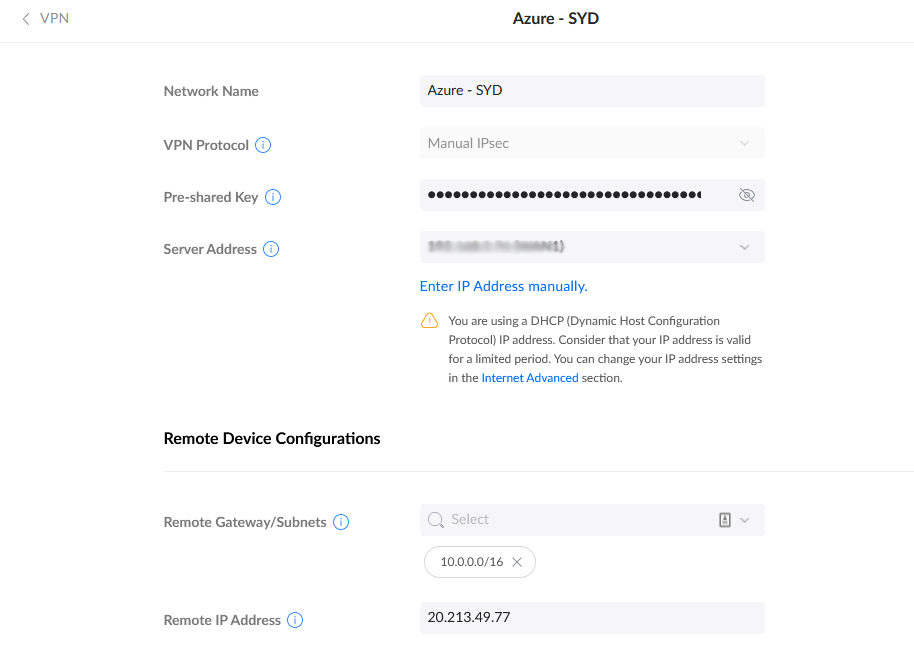 VPN
Azure - SYD
Network Name
Azure - SYD
VPN Protocol
Manual IPsec
Pre-shared Key
Server Address
Enter IP Address manually.
You are using a DHCP (Dynamic Host Configuration
Protocol) IP address. Consider that your IP address is valid
for a limited period. You can change your IP address settings
in the Internet Advanced section.
Remote Device Configurations
Remote Gateway/Subnets
Select
10.0.0.0/16
Remote IP Address
20.213.49.77